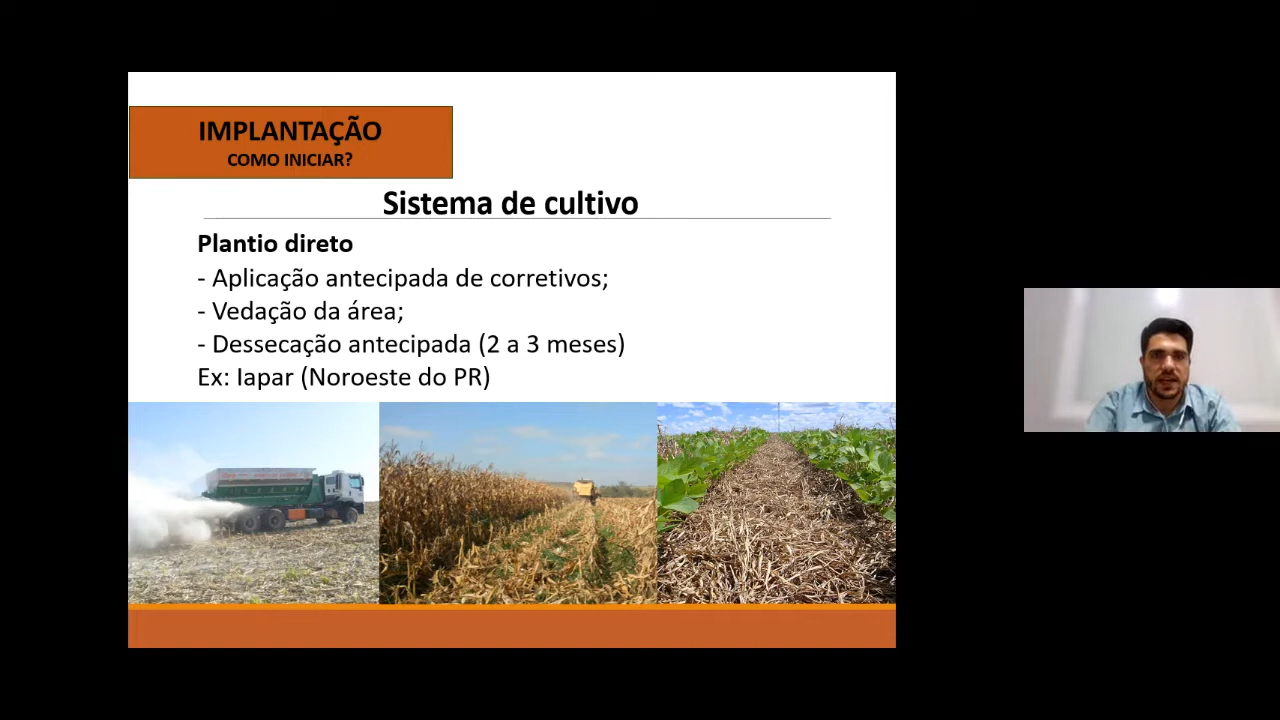 IMPLANTAÇÃO
COMO INICIAR?
Sistema de cultivo
Plantio direto
- Aplicação antecipada de corretivos;
- Vedação da área;
- Dessecação antecipada (2 a 3 meses)
Ex: Iapar (Noroeste do PR)